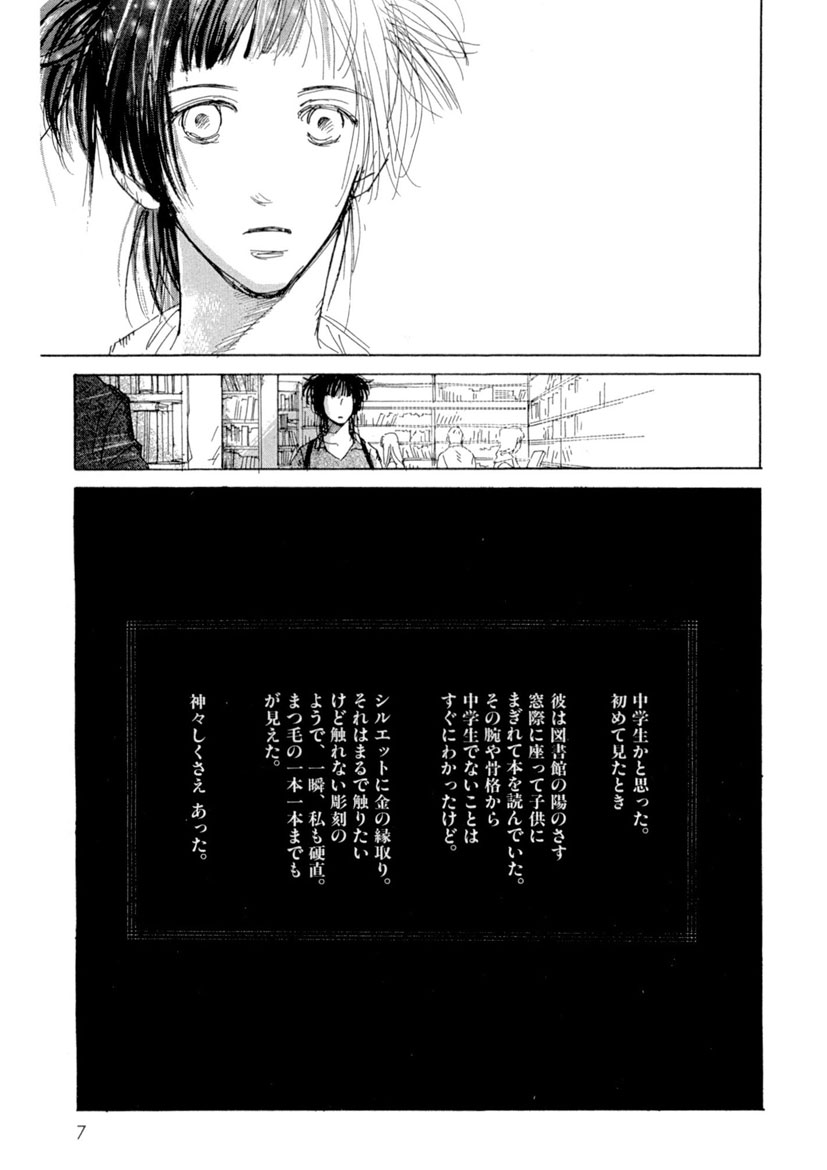 中学生かと思った。
初めて見たとき
彼は図書館の陽のさす
窓際に座って子供に
まぎれて本を読んでいた。
その腕や骨格から
中学生でないことは
すぐにわかったけど。
シルエットに金の縁取り。
それはまるで触りたい
けど触れない彫刻の
ようで、一瞬、私も硬直。
まつ毛の一本一本までも
が見えた。
神々しくさえ あった。
7